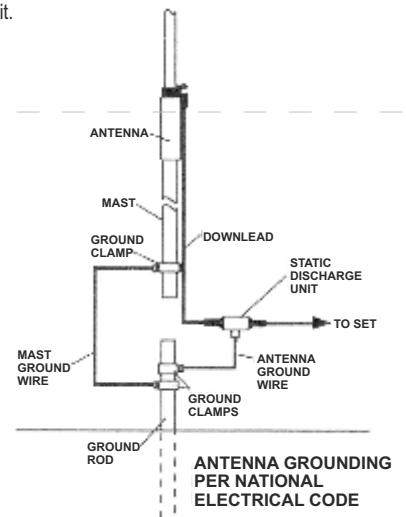 it.
ANTENNA
MAST
GROUND
CLAMP
DOWNLEAD
STATIC
DISCHARGE
UNIT
TO SET
MAST
GROUND
WIRE
ANTENNA
GROUND
WIRE
GROUND
CLAMPS
GROUND
ROD
ANTENNA GROUNDING
PER NATIONAL
ELECTRICAL CODE